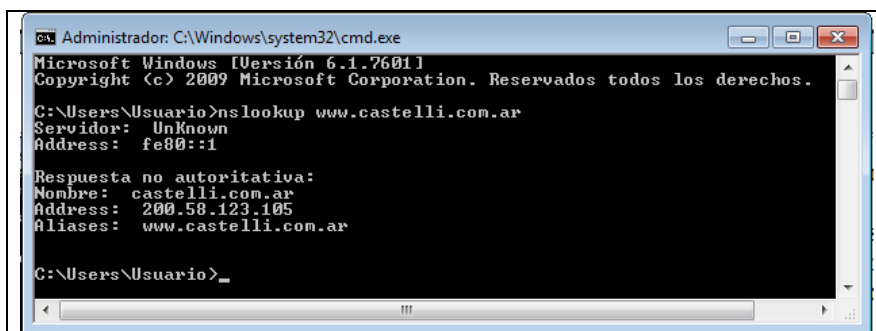 Administrador: C:\Windows\system32\cmd.exe
Microsoft Windows [Versión 6.1.7601]
Copyright (c) 2009 Microsoft Corporation. Reservados todos los derechos.
C:\Users\Usuario>nslookup www.castelli.com.ar
Servidor:  UnKnown
Address:  fe80::1
Respuesta no autoritativa:
Nombre:  castelli.com.ar
Address:  200.58.123.105
Aliases:  www.castelli.com.ar
C:\Users\Usuario>_